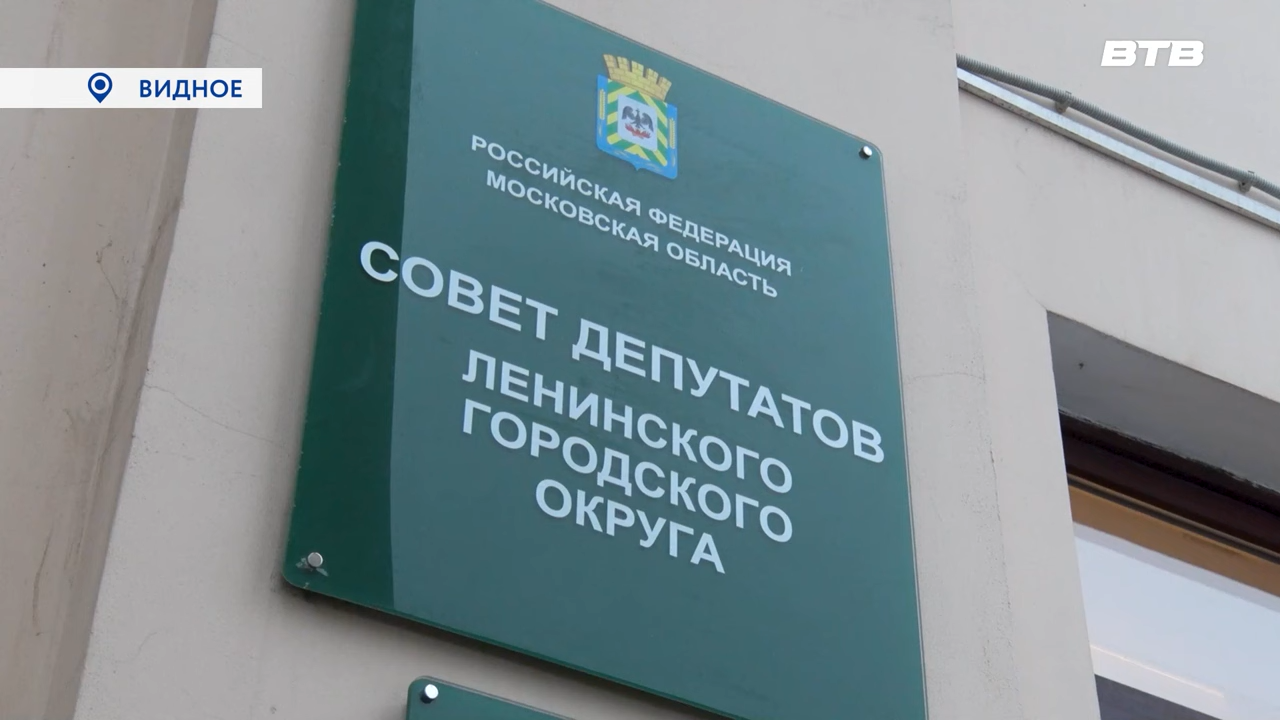 ВИДНОЕ
ВТВ
РОССИЙСКАЯ ФЕДЕРАЦИЯ
МОСКОВСКАЯ ОБЛАСТЬ
СОВЕТ ДЕПУТАТОВ
ЛЕНИНСКОГО
ГОРОДСКОГО
ОКРУГА